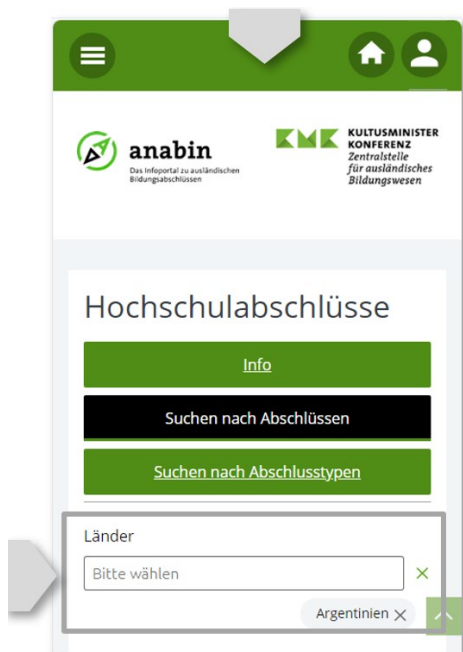 anabin
Das Infoportal zu ausländischen
Bildungsabschlüssen
KMK
KULTUSMINISTER
KONFERENZ
Zentralstelle
für ausländisches
Bildungswesen
Hochschulabschlüsse
Info
Suchen nach Abschlüssen
Suchen nach Abschlusstypen
Länder
Bitte wählen
Argentinien